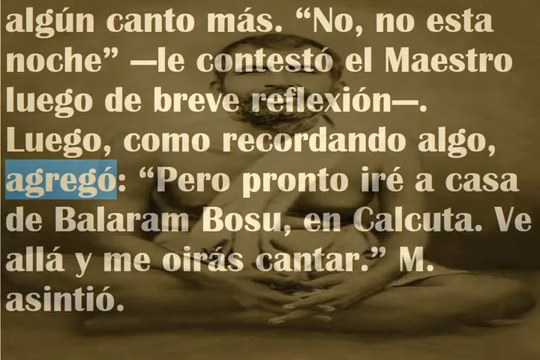 algún canto más. “No, no esta
noche” —le contestó el Maestro
luego de breve reflexión—.
Luego, como recordando algo,
agregó: “Pero pronto iré a casa
de Balaram Bosu, en Calcuta. Ve
allá y me oirás cantar.” M.
asintió.